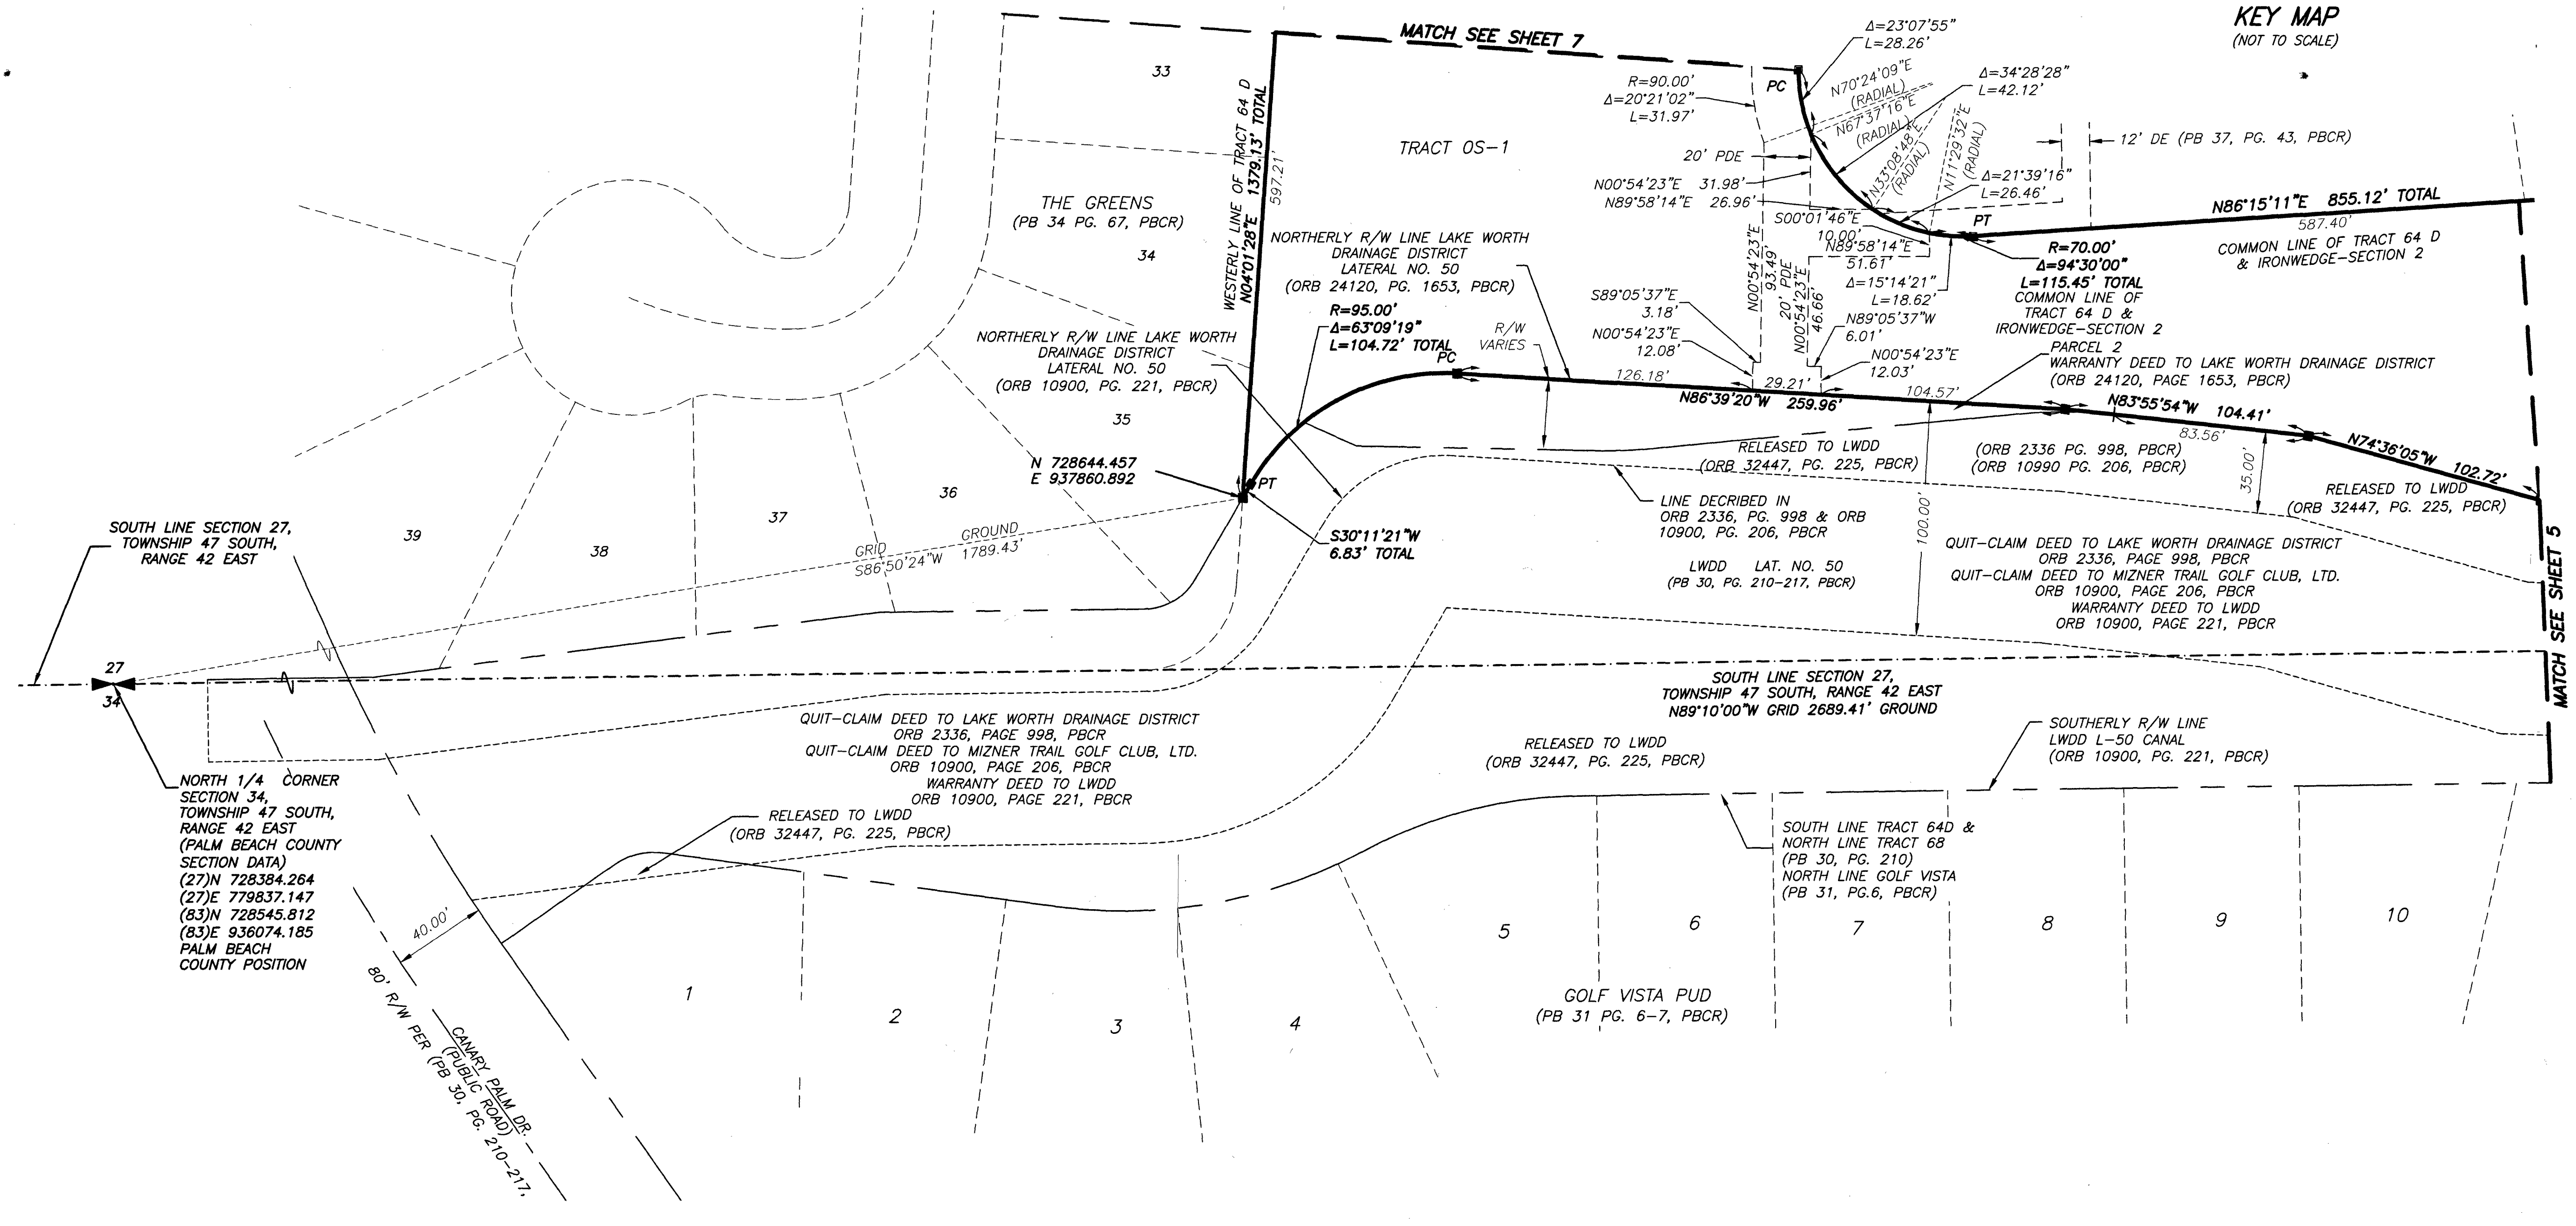 KEY MAP
(NOT TO SCALE)
MATCH SEE SHEET 7
Δ=23°07'55"
L=28.26'
R=90.00'
Δ=20°21'02"
L=31.97'
PC
N70°24'09"E
(RADIAL)
N67°37'16"E
(RADIAL)
Δ=34°28'28"
L=42.12'
N33°08'48"E
(RADIAL)
N11°29'32"E
(RADIAL)
12' DE (PB 37, PG. 43, PBCR)
20' PDE
N00°54'23"E 31.98'
N89°58'14"E 26.96'
Δ=21°39'16"
L=26.46'
S00°01'46"E
10.00'
N89°58'14"E
51.61'
PT
N86°15'11"E 855.12' TOTAL
587.40'
COMMON LINE OF TRACT 64 D
& IRONWEDGE-SECTION 2
R=70.00'
Δ=94°30'00"
L=115.45' TOTAL
COMMON LINE OF
TRACT 64 D &
IRONWEDGE-SECTION 2
Δ=15°14'21"
L=18.62'
N00°54'23"E
93.49'
20' PDE
N00°54'23"E
46.66'
N89°05'37"W
6.01'
N00°54'23"E
12.03'
S89°05'37"E
3.18'
N00°54'23"E
12.08'
PARCEL 2
WARRANTY DEED TO LAKE WORTH DRAINAGE DISTRICT
(ORB 24120, PAGE 1653, PBCR)
33
TRACT OS-1
WESTERLY LINE OF TRACT 64 D
N04°01'28"E 1379.13' TOTAL
597.21'
THE GREENS
(PB 34 PG. 67, PBCR)
34
NORTHERLY R/W LINE LAKE WORTH
DRAINAGE DISTRICT
LATERAL NO. 50
(ORB 24120, PG. 1653, PBCR)
R=95.00'
Δ=63°09'19"
L=104.72' TOTAL
PC
R/W
VARIES
NORTHERLY R/W LINE LAKE WORTH
DRAINAGE DISTRICT
LATERAL NO. 50
(ORB 10900, PG. 221, PBCR)
35
126.18'
29.21'
104.57'
N86°39'20"W 259.96'
N83°55'54"W 104.41'
83.56'
N74°36'05"W 102.72'
RELEASED TO LWDD
(ORB 32447, PG. 225, PBCR)
(ORB 2336 PG. 998, PBCR)
(ORB 10990 PG. 206, PBCR)
35.00'
RELEASED TO LWDD
(ORB 32447, PG. 225, PBCR)
N 728644.457
E 937860.892
PT
36
37
38
39
GRID GROUND
S86°50'24"W 1789.43'
S30°11'21"W
6.83' TOTAL
LINE DECRIBED IN
ORB 2336, PG. 998 & ORB
10900, PG. 206, PBCR
100.00'
LWDD LAT. NO. 50
(PB 30, PG. 210-217, PBCR)
QUIT-CLAIM DEED TO LAKE WORTH DRAINAGE DISTRICT
ORB 2336, PAGE 998, PBCR
QUIT-CLAIM DEED TO MIZNER TRAIL GOLF CLUB, LTD.
ORB 10900, PAGE 206, PBCR
WARRANTY DEED TO LWDD
ORB 10900, PAGE 221, PBCR
MATCH SEE SHEET 5
SOUTH LINE SECTION 27,
TOWNSHIP 47 SOUTH,
RANGE 42 EAST
27
34
SOUTH LINE SECTION 27,
TOWNSHIP 47 SOUTH, RANGE 42 EAST
N89°10'00"W GRID 2689.41' GROUND
QUIT-CLAIM DEED TO LAKE WORTH DRAINAGE DISTRICT
ORB 2336, PAGE 998, PBCR
QUIT-CLAIM DEED TO MIZNER TRAIL GOLF CLUB, LTD.
ORB 10900, PAGE 206, PBCR
WARRANTY DEED TO LWDD
ORB 10900, PAGE 221, PBCR
RELEASED TO LWDD
(ORB 32447, PG. 225, PBCR)
SOUTHERLY R/W LINE
LWDD L-50 CANAL
(ORB 10900, PG. 221, PBCR)
NORTH 1/4 CORNER
SECTION 34,
TOWNSHIP 47 SOUTH,
RANGE 42 EAST
(PALM BEACH COUNTY
SECTION DATA)
(27)N 728384.264
(27)E 779837.147
(83)N 728545.812
(83)E 936074.185
PALM BEACH
COUNTY POSITION
RELEASED TO LWDD
(ORB 32447, PG. 225, PBCR)
SOUTH LINE TRACT 64D &
NORTH LINE TRACT 68
(PB 30, PG. 210)
NORTH LINE GOLF VISTA
(PB 31, PG.6, PBCR)
40.00'
1
2
3
4
5
6
7
8
9
10
GOLF VISTA PUD
(PB 31 PG. 6-7, PBCR)
CANARY PALM DR.
(PUBLIC ROAD)
80' R/W PER (PB 30, PG. 210-217,